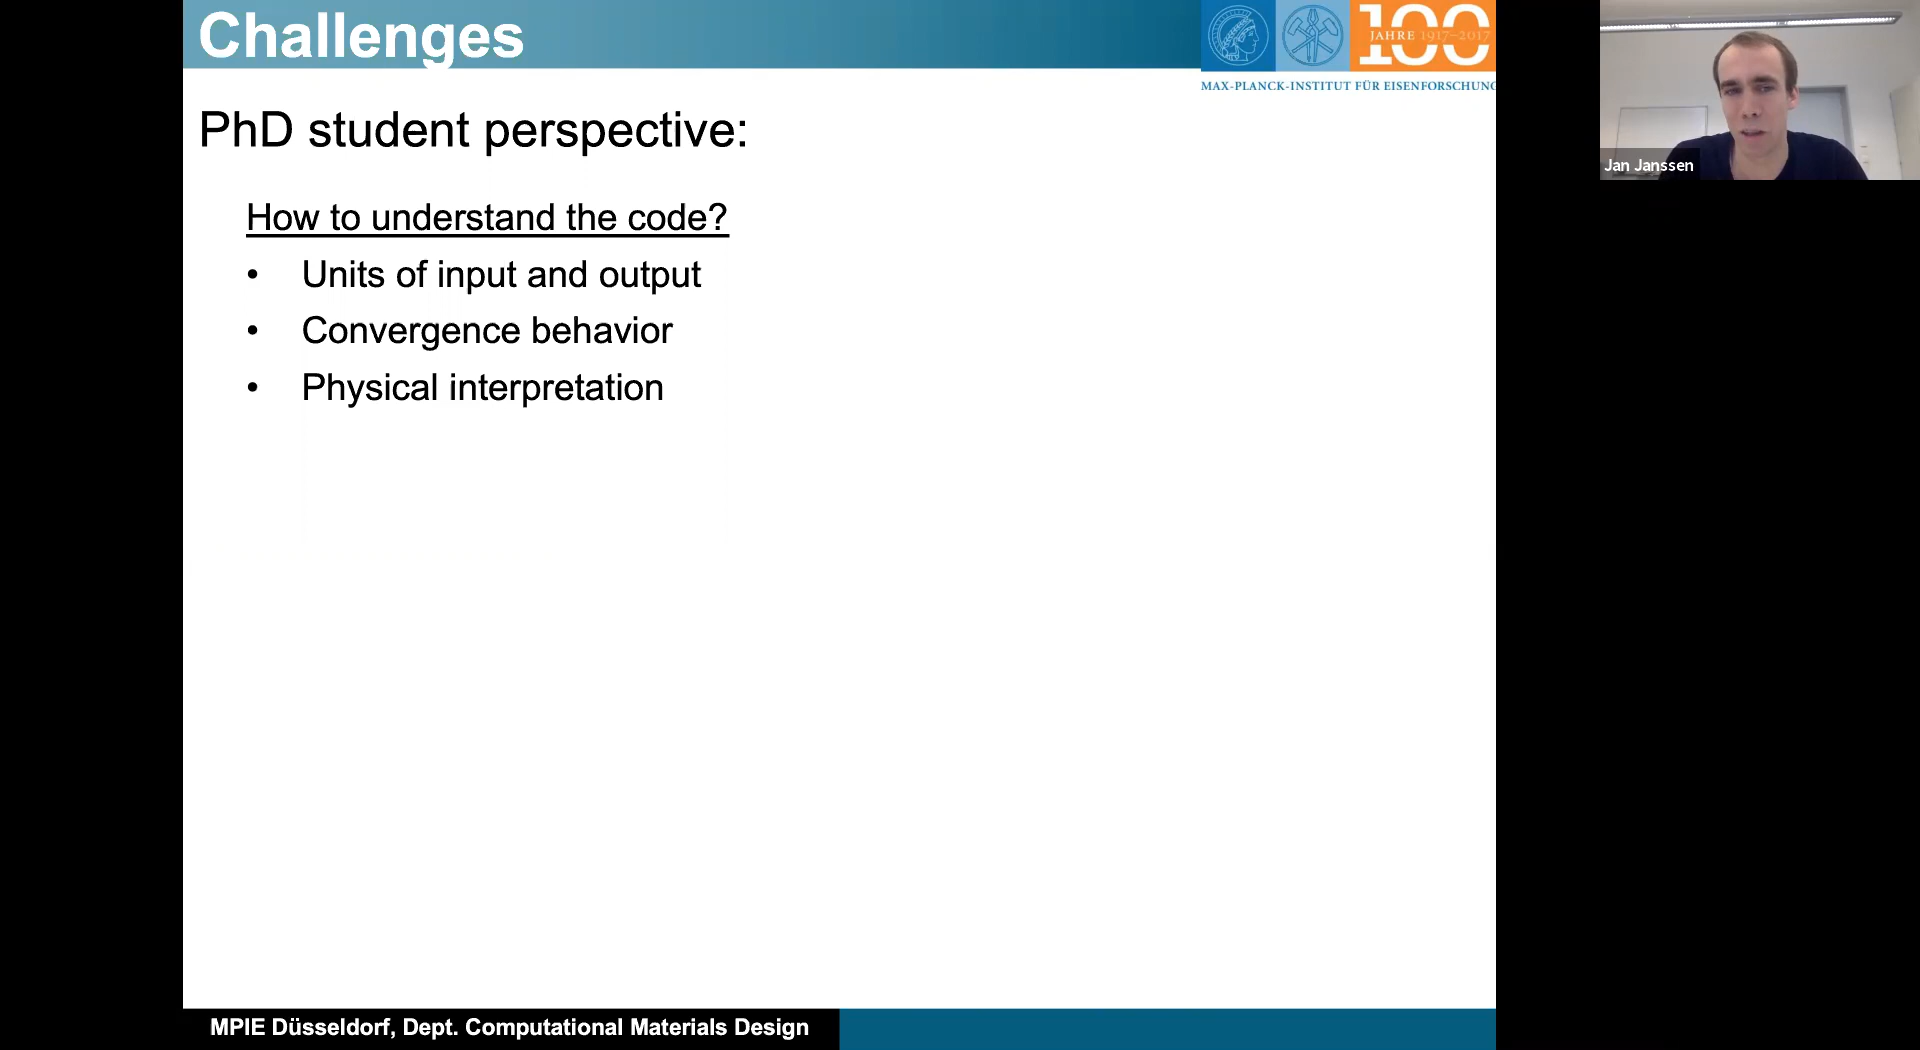 Challenges
100
JAHRE 1917–2017
MAX-PLANCK-INSTITUT FÜR EISENFORSCHUNG
PhD student perspective:
How to understand the code?
• Units of input and output
• Convergence behavior
• Physical interpretation
MPIE Düsseldorf, Dept. Computational Materials Design
Jan Janssen